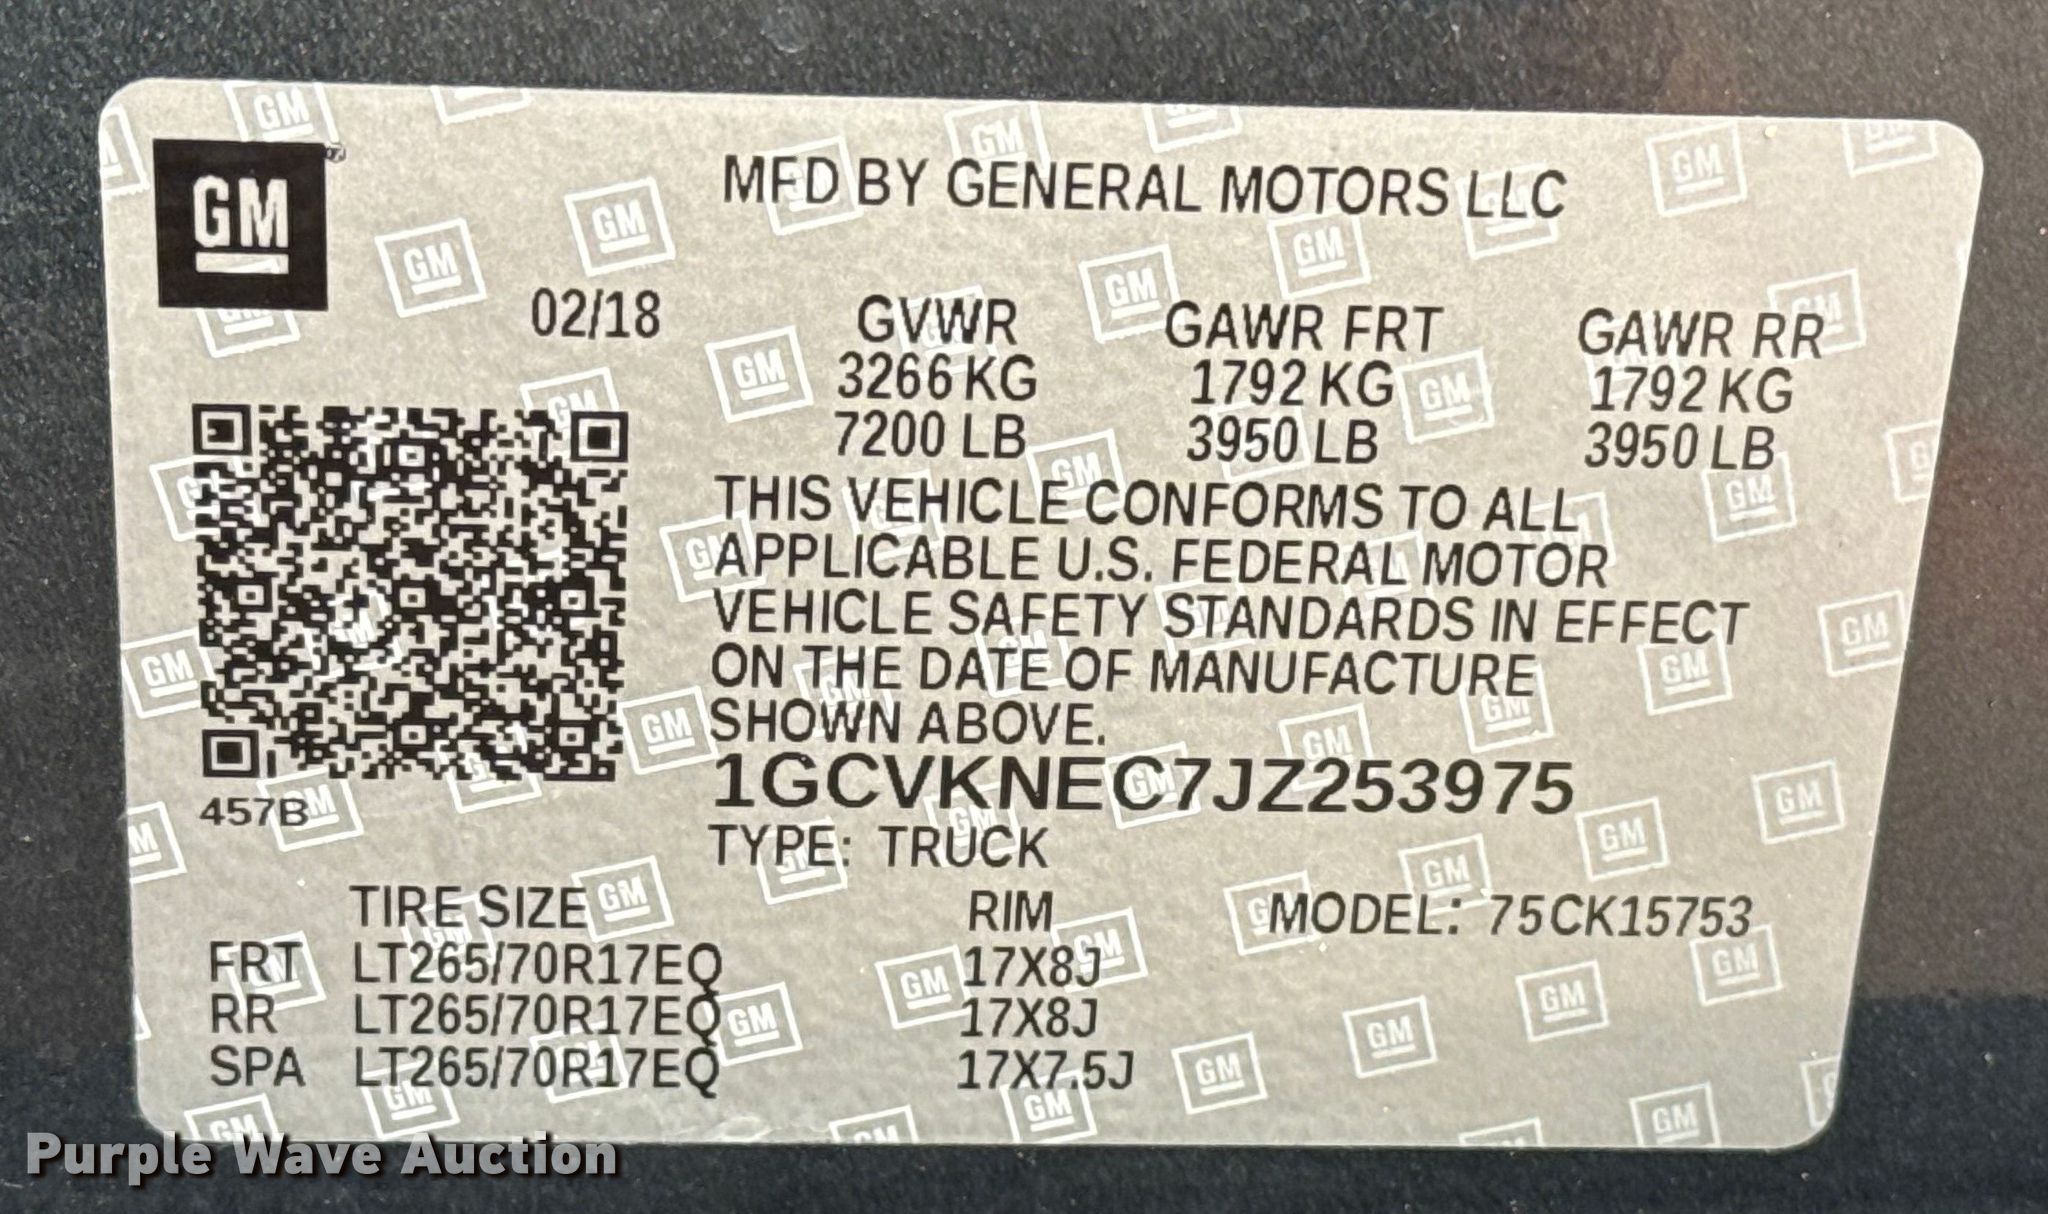 GM
MFD BY GENERAL MOTORS LLC
02/18
GVWR GAWR FRT GAWR RR
3266 KG 1792 KG 1792 KG
7200 LB 3950 LB 3950 LB
THIS VEHICLE CONFORMS TO ALL
APPLICABLE U.S. FEDERAL MOTOR
VEHICLE SAFETY STANDARDS IN EFFECT
ON THE DATE OF MANUFACTURE
SHOWN ABOVE.
1GCVKNEC7JZ253975
457B
TYPE: TRUCK
TIRE SIZE RIM MODEL: 75CK15753
FRT LT265/70R17EQ 17X8J
RR LT265/70R17EQ 17X8J
SPA LT265/70R17EQ 17X7.5J
Purple Wave Auction